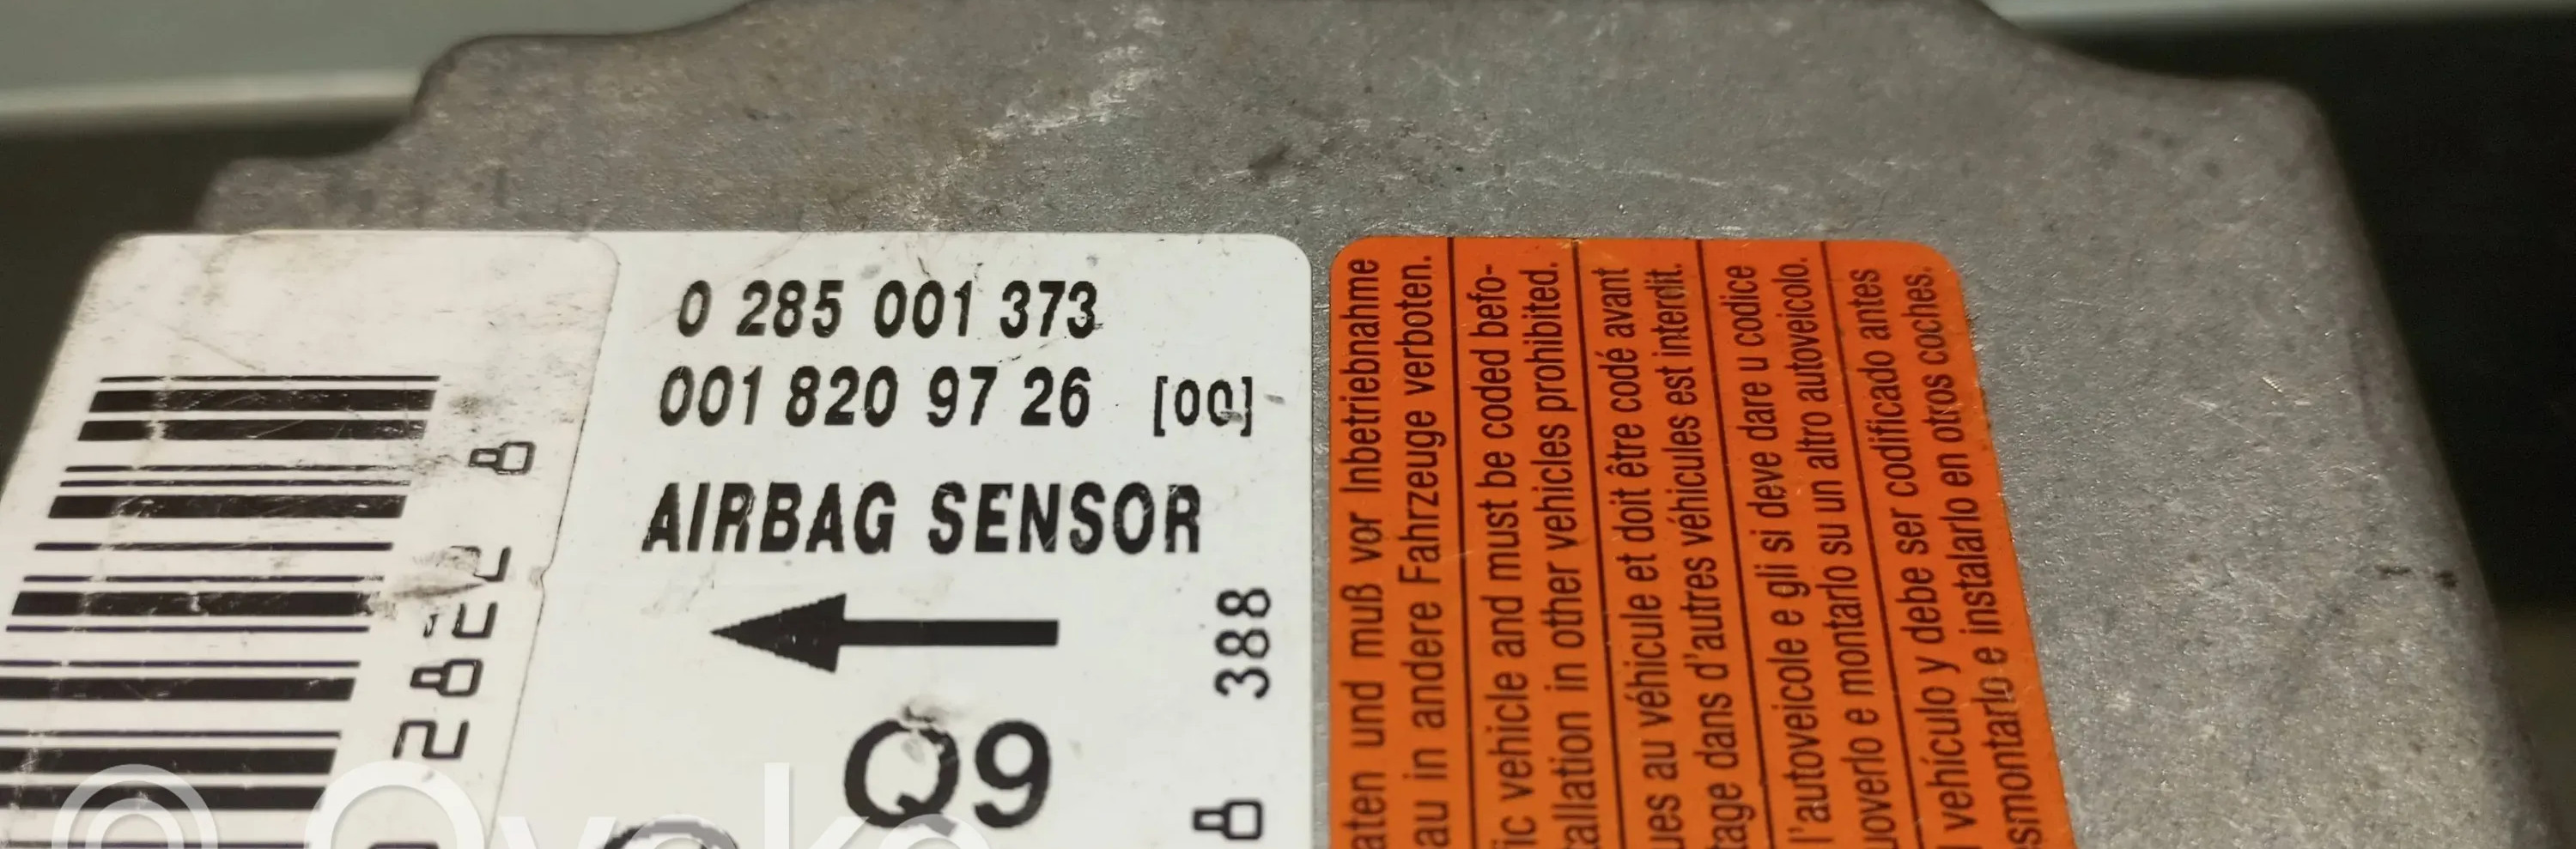 0 285 001 373
001 820 97 26 [00]
AIRBAG SENSOR
388
Q9
aten und muß vor Inbetriebnahme
au in andere Fahrzeuge verboten.
ic vehicle and must be coded befo-
allation in other vehicles prohibited.
ues au véhicule et doit être codé avant
tage dans d'autres véhicules est interdit.
l'autoveicole e gli si deve dare u codice
uoverlo e montarlo su un altro autoveicolo.
l vehículo y debe ser codificado antes
smontarlo e instalarlo en otros coches.